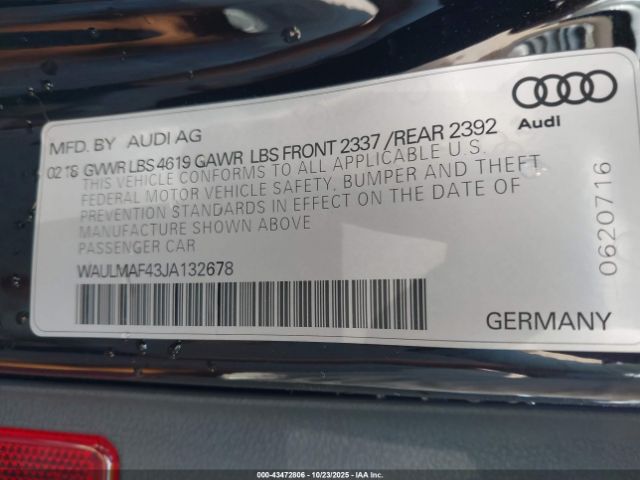 Audi
MFD. BY AUDI AG
02 18 GVWR LBS 4619 GAWR LBS FRONT 2337 /REAR 2392
THIS VEHICLE CONFORMS TO ALL APPLICABLE U.S.
FEDERAL MOTOR VEHICLE SAFETY, BUMPER AND THEFT
PREVENTION STANDARDS IN EFFECT ON THE DATE OF
MANUFACTURE SHOWN ABOVE
PASSENGER CAR
WAULMAF43JA132678
GERMANY
0620716
000-43472806 - 10/23/2025 - IAAI.com